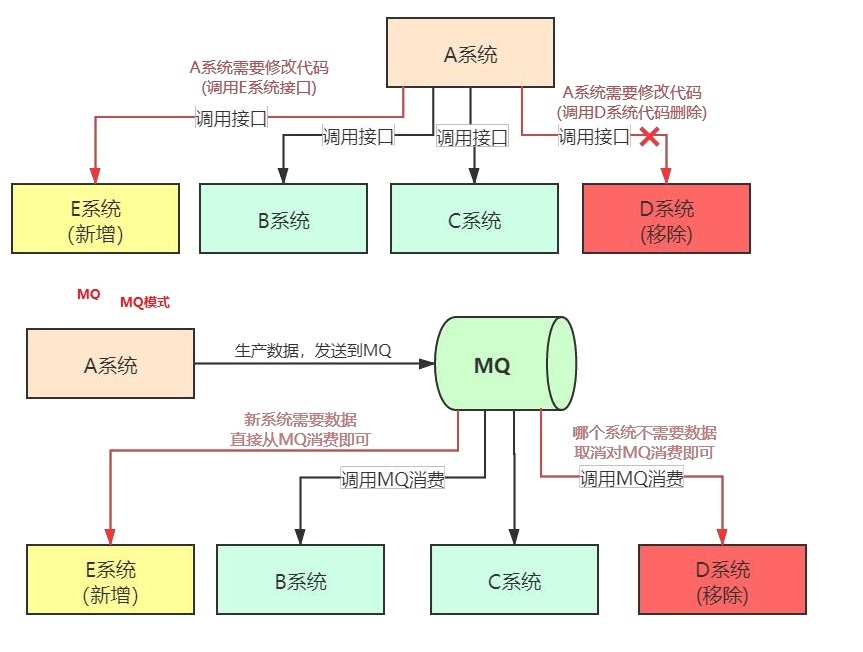 A系统
A系统需要修改代码
(调用E系统接口)
A系统需要修改代码
(调用D系统代码删除)
调用接口
调用接口
调用接口
调用接口
E系统
(新增)
B系统
C系统
D系统
(移除)
MQ
MQ模式
A系统
生产数据，发送到MQ
MQ
新系统需要数据
直接从MQ消费即可
哪个系统不需要数据
取消对MQ消费即可
调用MQ消费
调用MQ消费
E系统
(新增)
B系统
C系统
D系统
(移除)